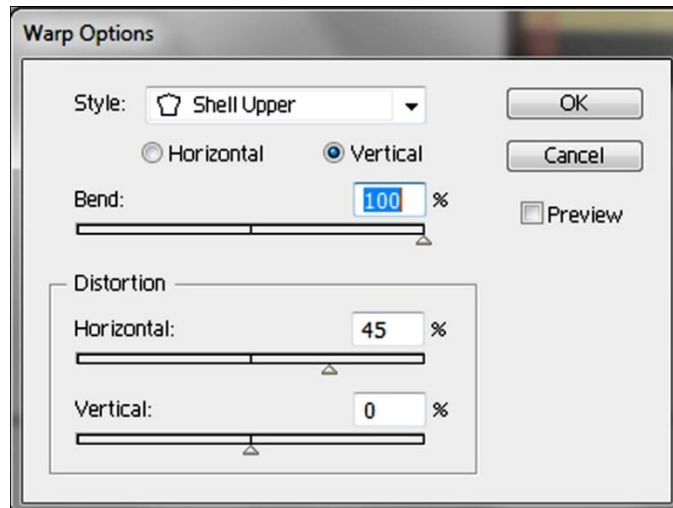 Warp Options
Style: Shell Upper
OK
Horizontal Vertical
Cancel
Bend: 100 %
Preview
Distortion
Horizontal: 45 %
Vertical: 0 %